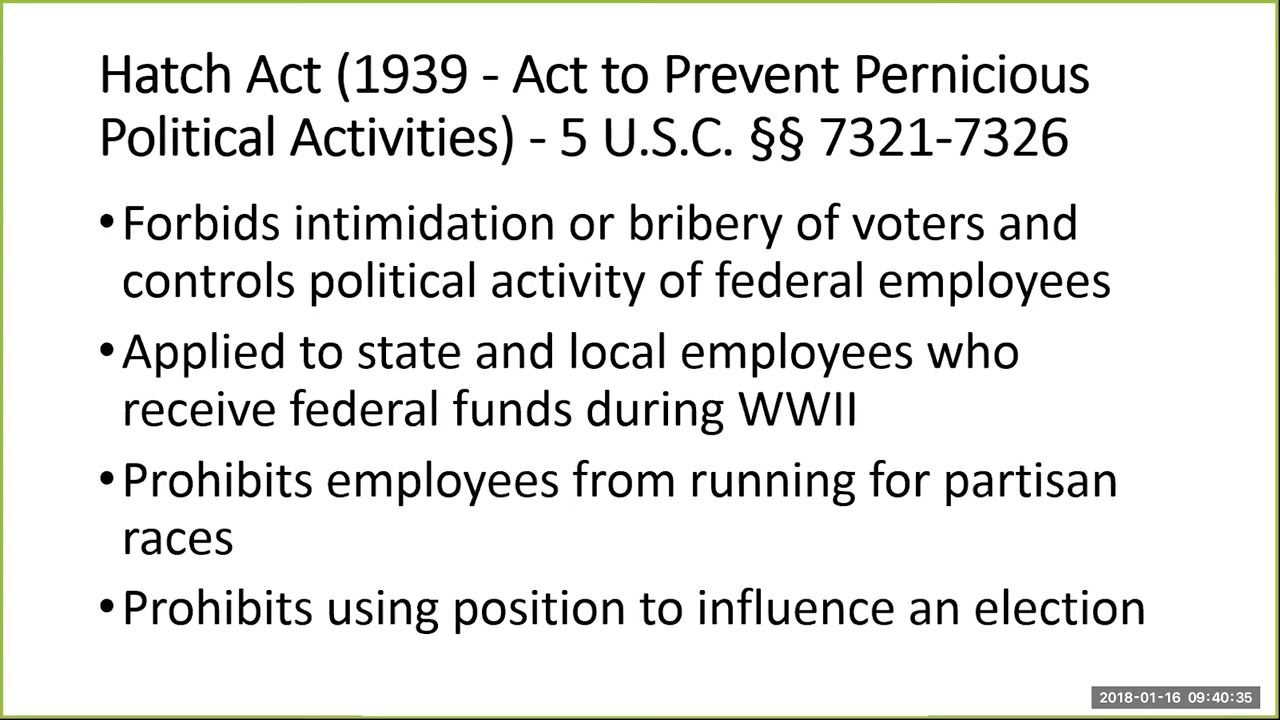 Hatch Act (1939 - Act to Prevent Pernicious
Political Activities) - 5 U.S.C. §§ 7321-7326
•Forbids intimidation or bribery of voters and
controls political activity of federal employees
•Applied to state and local employees who
receive federal funds during WWII
•Prohibits employees from running for partisan
races
•Prohibits using position to influence an election
2018-01-16 09:40:35